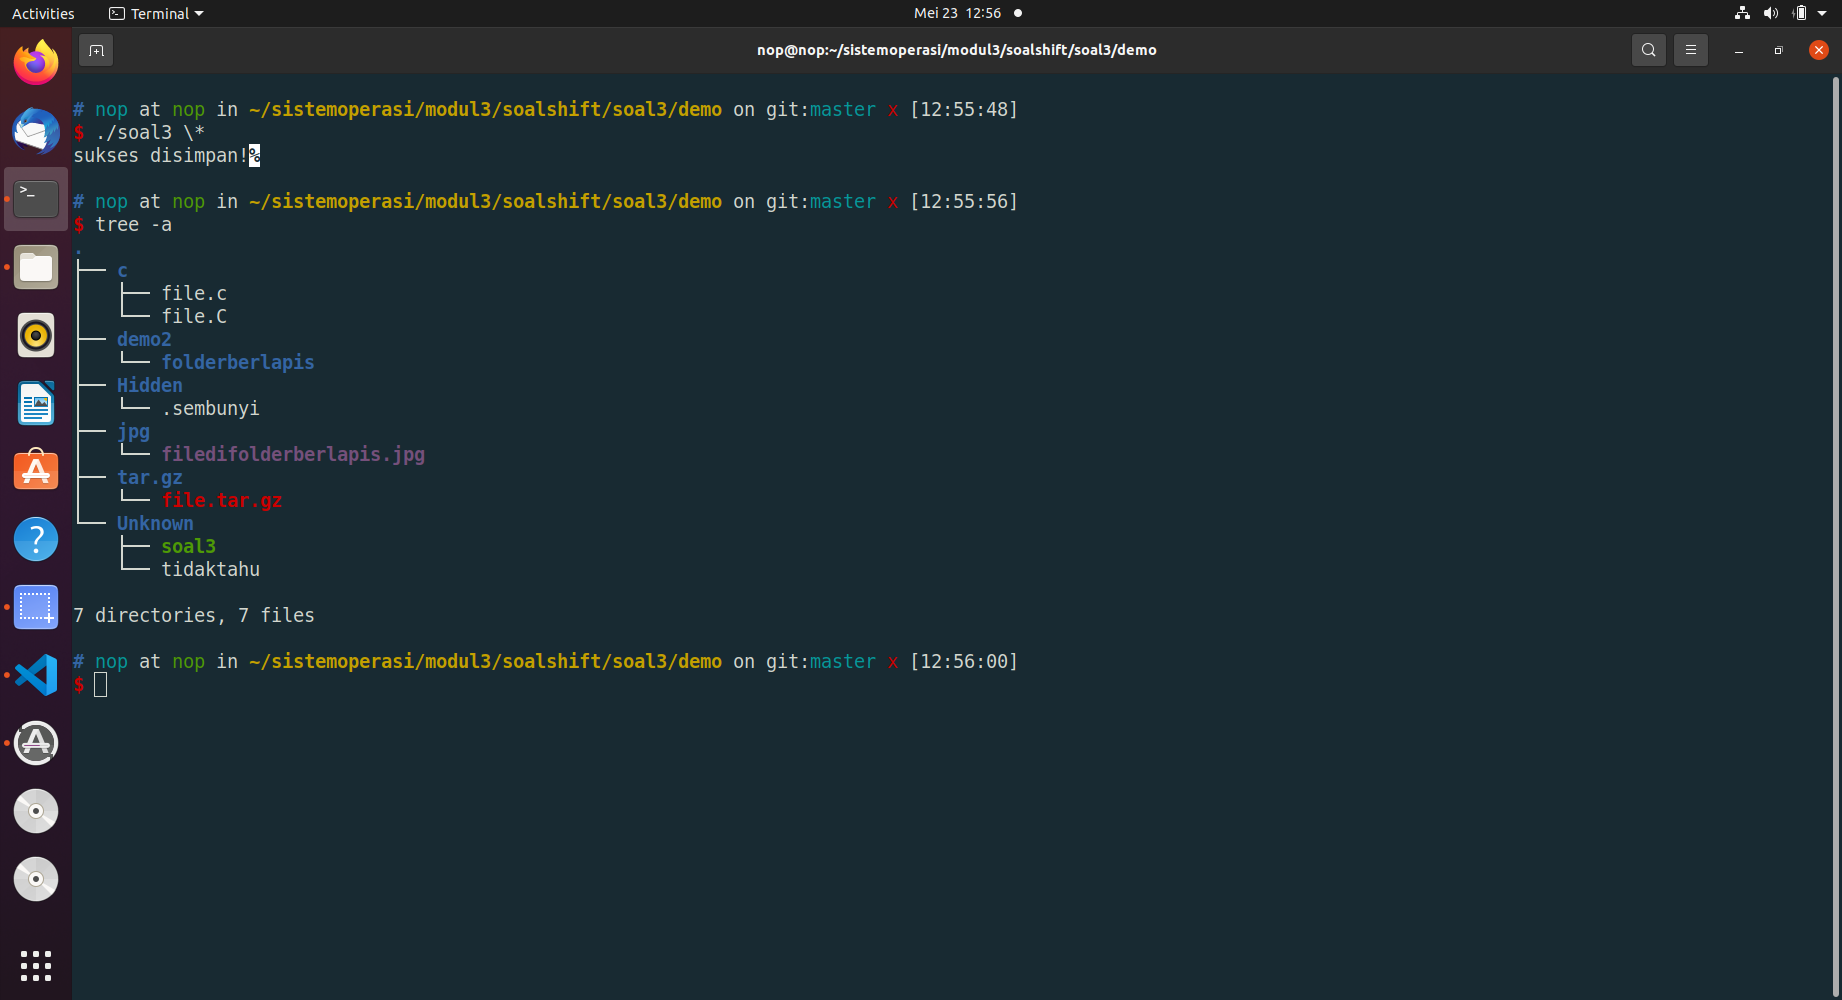 Activities Terminal Mei 23 12:56
nop@nop:~/sistemoperasi/modul3/soalshift/soal3/demo
# nop at nop in ~/sistemoperasi/modul3/soalshift/soal3/demo on git:master x [12:55:48]
$ ./soal3 \*
sukses disimpan!%
# nop at nop in ~/sistemoperasi/modul3/soalshift/soal3/demo on git:master x [12:55:56]
$ tree -a
.
├── c
│   ├── file.c
│   └── file.C
├── demo2
│   └── folderberlapis
├── Hidden
│   └── .sembunyi
├── jpg
│   └── filedifolderberlapis.jpg
├── tar.gz
│   └── file.tar.gz
└── Unknown
    ├── soal3
    └── tidaktahu
7 directories, 7 files
# nop at nop in ~/sistemoperasi/modul3/soalshift/soal3/demo on git:master x [12:56:00]
$